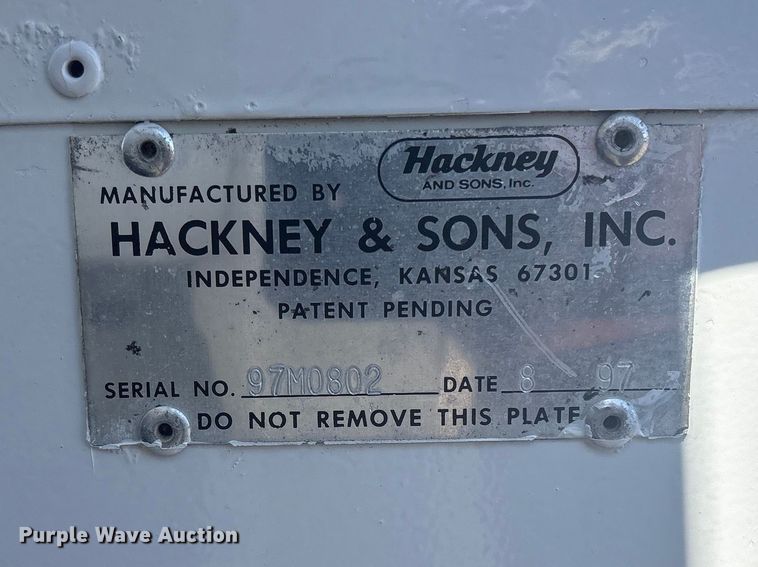 Hackney
AND SONS, Inc.
MANUFACTURED BY
HACKNEY & SONS, INC.
INDEPENDENCE, KANSAS 67301
PATENT PENDING
SERIAL NO. 97M0802 DATE 8 97
DO NOT REMOVE THIS PLATE
Purple Wave Auction